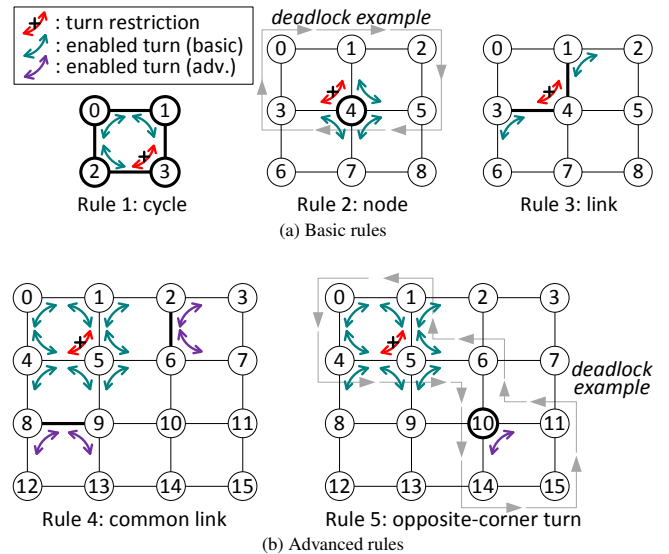 : turn restriction
: enabled turn (basic)
: enabled turn (adv.)
0 1
2 3
Rule 1: cycle
deadlock example
0 1 2
3 4 5
6 7 8
Rule 2: node
0 1 2
3 4 5
6 7 8
Rule 3: link
(a) Basic rules
0 1 2 3
4 5 6 7
8 9 10 11
12 13 14 15
Rule 4: common link
0 1 2 3
4 5 6 7
deadlock
example
8 9 10 11
12 13 14 15
Rule 5: opposite-corner turn
(b) Advanced rules